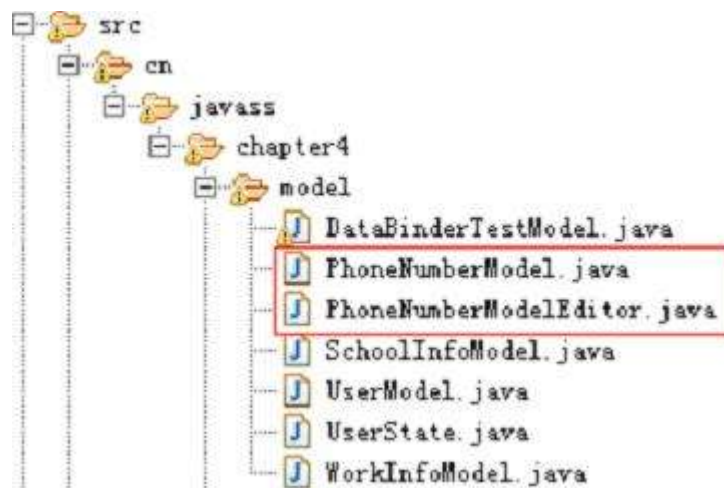 src
cn
javass
chapter4
model
DataBinderTestModel.java
PhoneNumberModel.java
PhoneNumberModelEditor.java
SchoolInfoModel.java
UserModel.java
UserState.java
WorkInfoModel.java